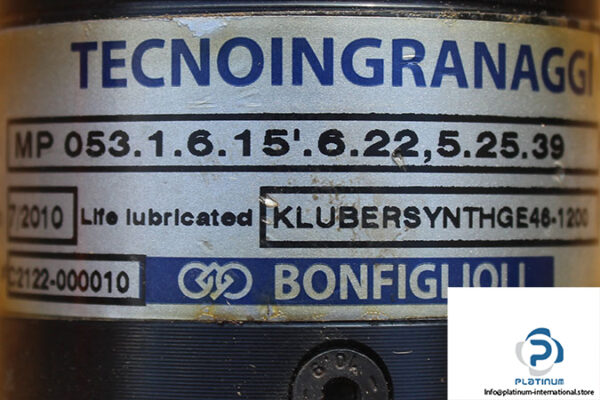 TECNOINGRANAGGI
MP 053.1.6.15'.6.22,5.25.39
7/2010 Life lubricated KLUBERSYNTHGE46-1200
C2122-000010 BONFIGLIOLI
PLATINUM
Info@platinum-international.store